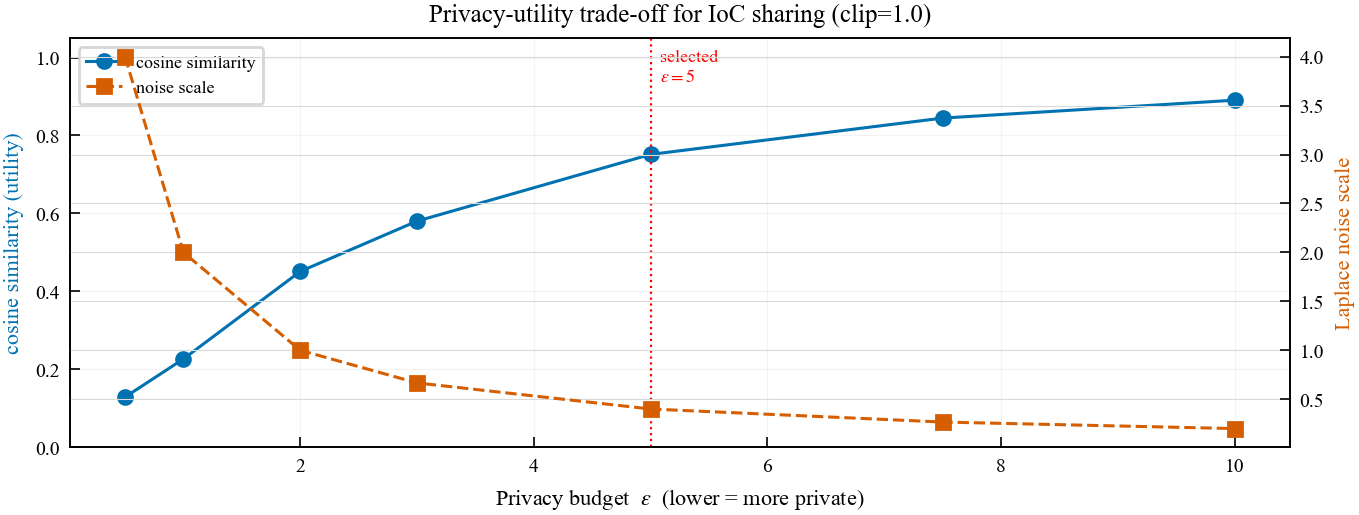 Privacy-utility trade-off for IoC sharing (clip=1.0)
cosine similarity
noise scale
selected
ε = 5
cosine similarity (utility)
1.0
0.8
0.6
0.4
0.2
0.0
4.0
3.5
3.0
2.5
2.0
1.5
1.0
0.5
Laplace noise scale
2
4
6
8
10
Privacy budget ε (lower = more private)